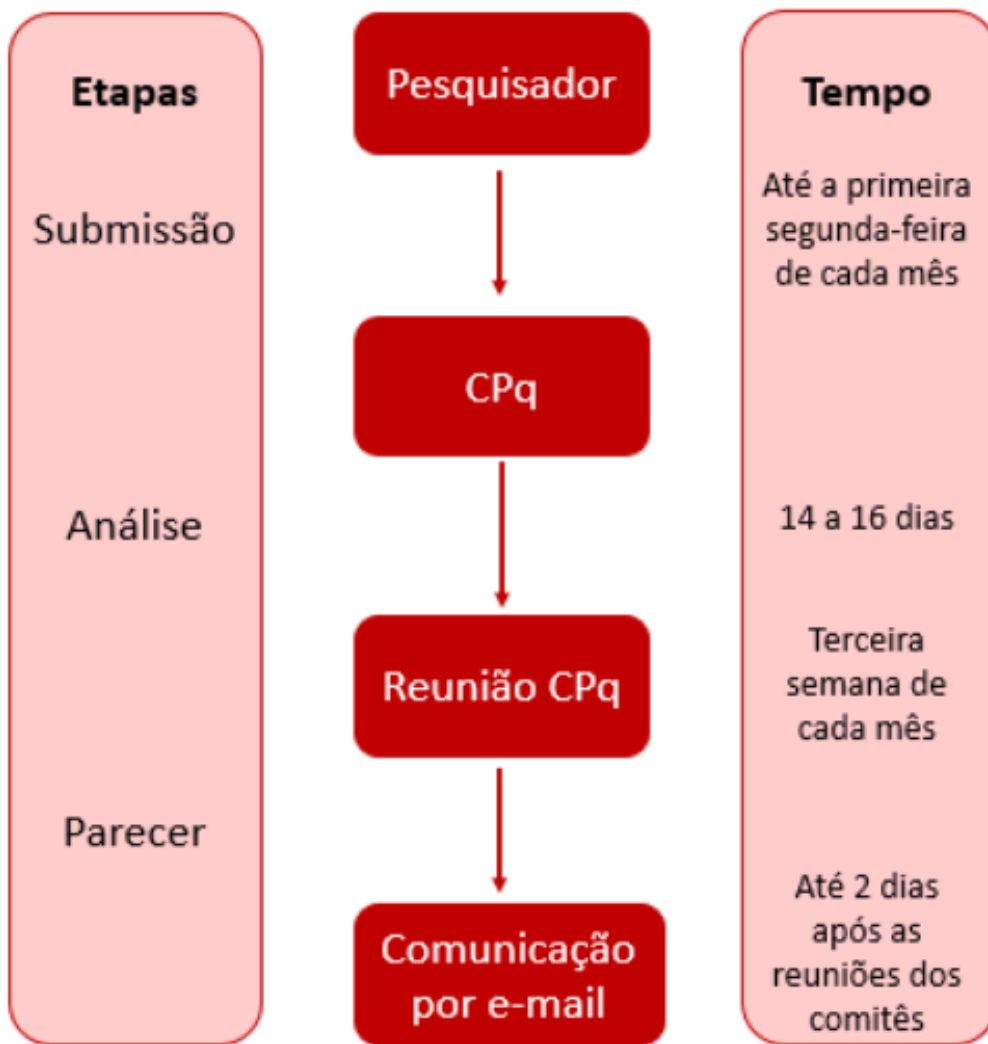 Etapas
Submissão
Análise
Parecer
Pesquisador
CPq
Reunião CPq
Comunicação
por e-mail
Tempo
Até a primeira
segunda-feira
de cada mês
14 a 16 dias
Terceira
semana de
cada mês
Até 2 dias
após as
reuniões dos
comitês